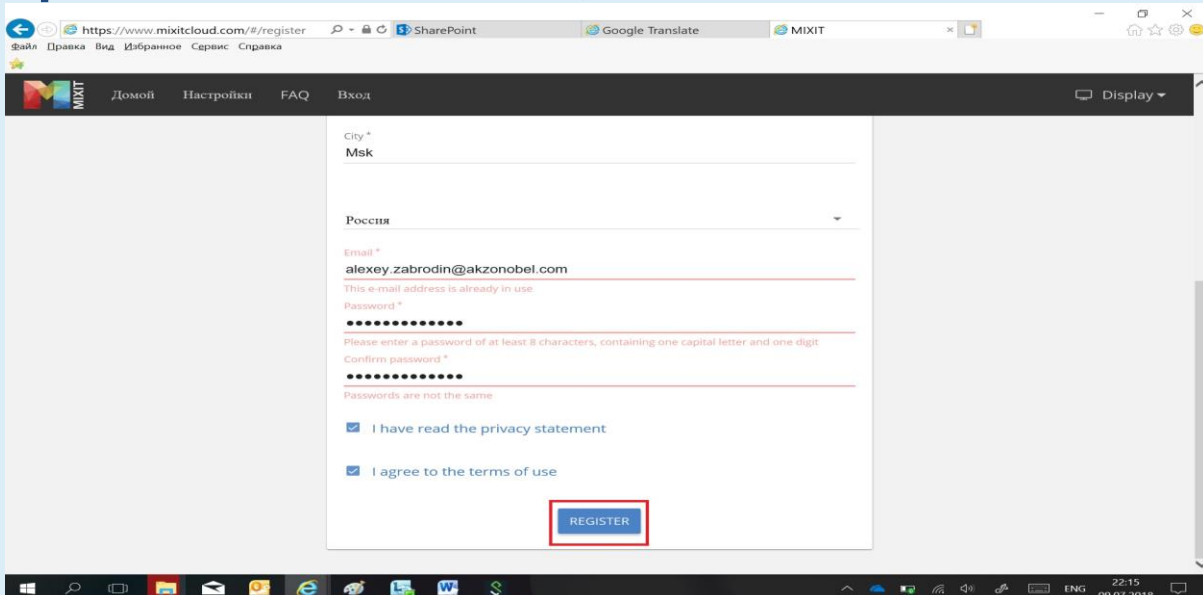 https://www.mixitcloud.com/#/register SharePoint Google Translate MIXIT
Файл Правка Вид Избранное Сервис Справка
MIXIT Домой Настройки FAQ Вход Display
City *
Msk
Россия
Email *
alexey.zabrodin@akzonobel.com
This e-mail address is already in use
Password *
•••••••••••••
Please enter a password of at least 8 characters, containing one capital letter and one digit
Confirm password *
•••••••••••••
Passwords are not the same
I have read the privacy statement
I agree to the terms of use
REGISTER
ENG 22:15
09.07.2018